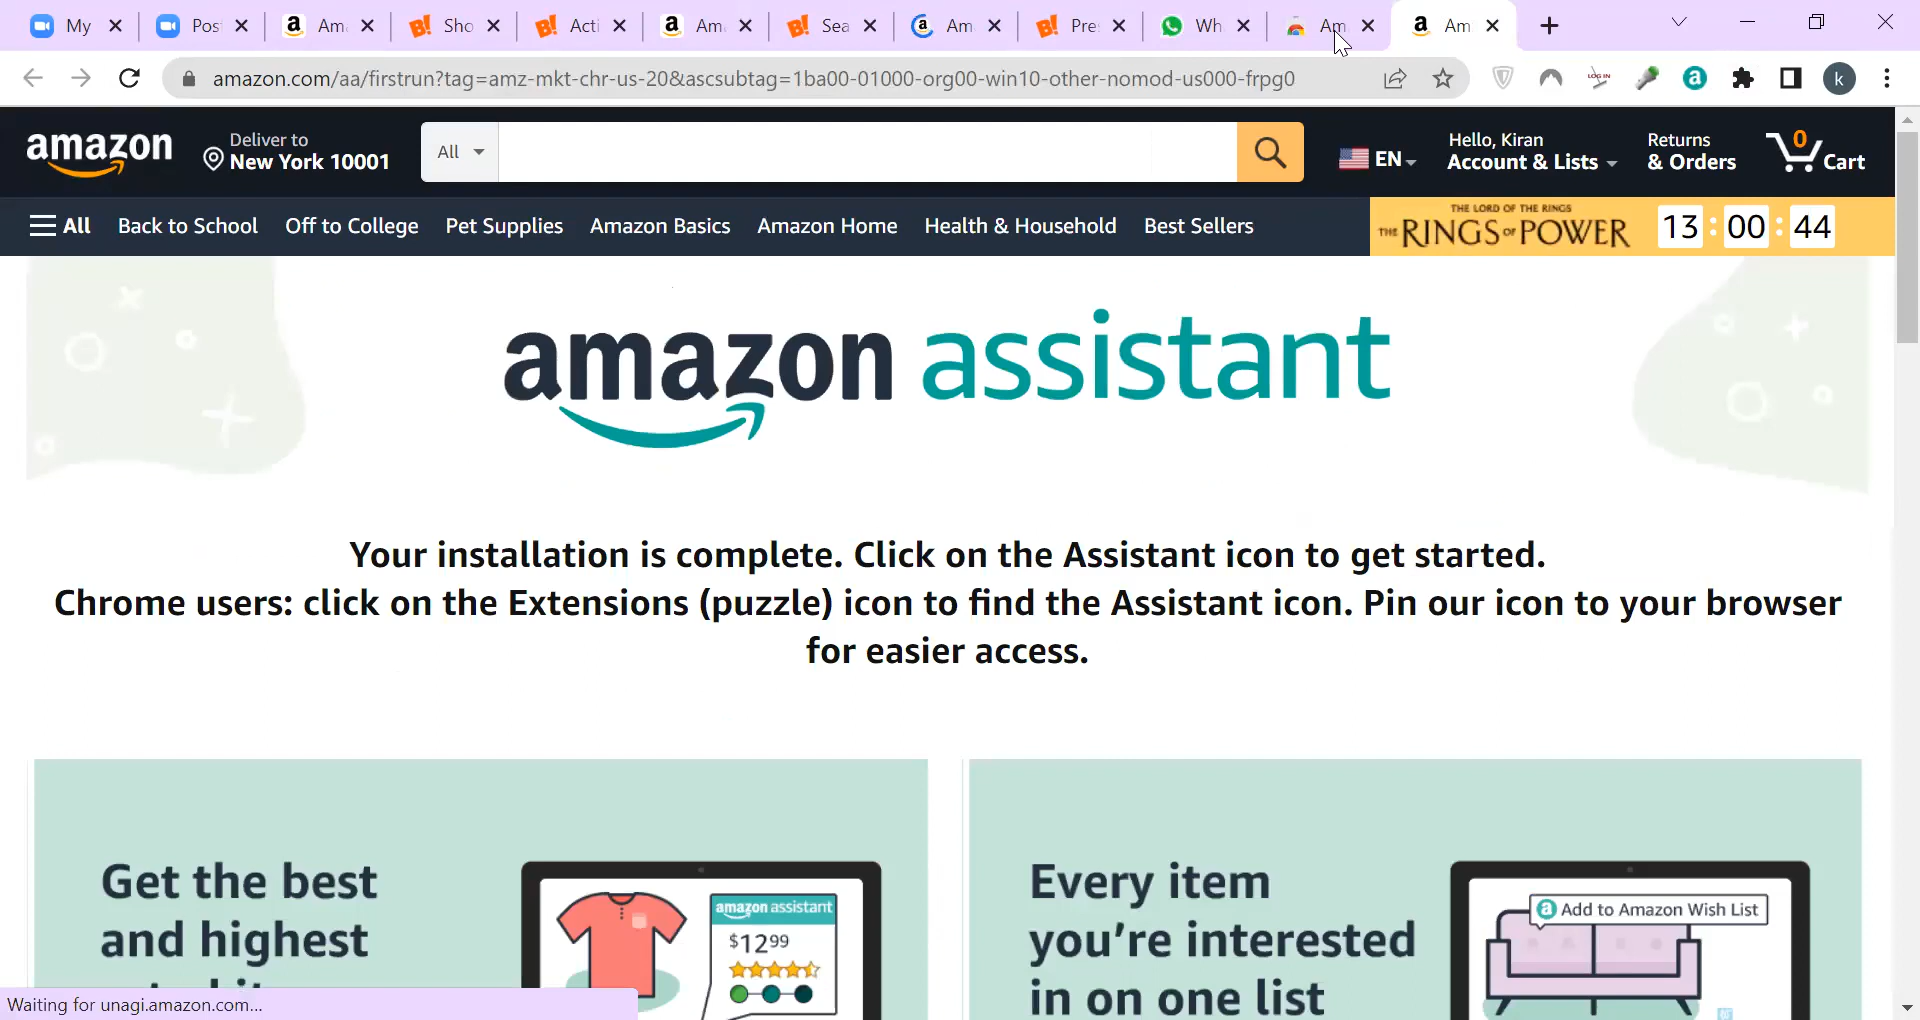 My
Pos
Am
Sho
Acti
Am
Sea
Am
Pre
Wh
Am
Am
amazon.com/aa/firstrun?tag=amz-mkt-chr-us-20&ascsubtag=1ba00-01000-org00-win10-other-nomod-us000-frpg0
LOG IN
k
amazon
Deliver to
New York 10001
All
EN
Hello, Kiran
Account & Lists
Returns
& Orders
0
Cart
All
Back to School
Off to College
Pet Supplies
Amazon Basics
Amazon Home
Health & Household
Best Sellers
THE LORD OF THE RINGS
THE RINGS OF POWER
13 : 00 : 44
amazon assistant
Your installation is complete. Click on the Assistant icon to get started.
Chrome users: click on the Extensions (puzzle) icon to find the Assistant icon. Pin our icon to your browser
for easier access.
Get the best
and highest
amazon assistant
$12⁹⁹
Every item
you're interested
in on one list
a Add to Amazon Wish List
Waiting for unagi.amazon.com...